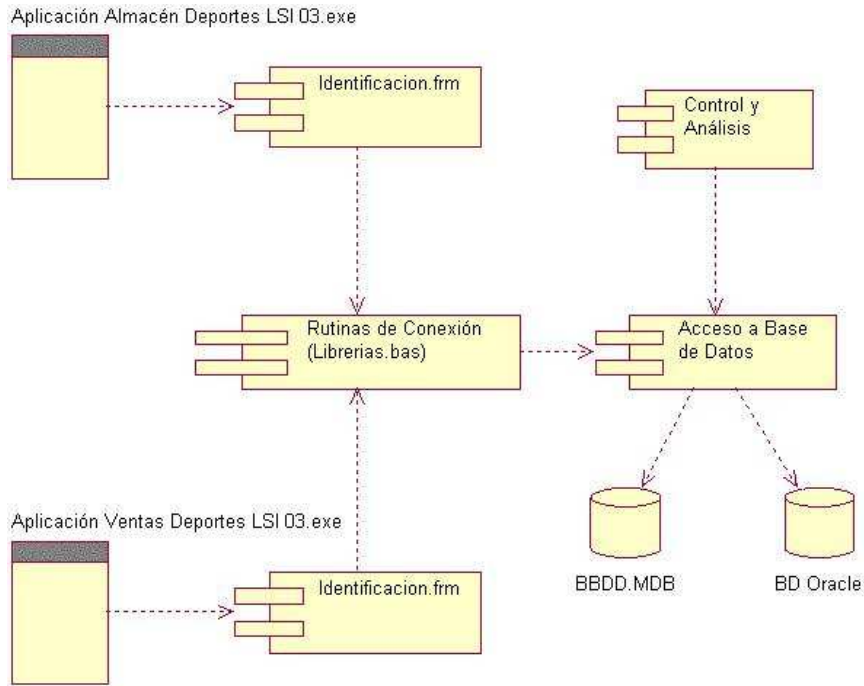 Aplicación Almacén Deportes LSI 03.exe
Identificacion.frm
Control y
Análisis
Rutinas de Conexión
(Librerias.bas)
Acceso a Base
de Datos
Aplicación Ventas Deportes LSI 03.exe
Identificacion.frm
BBDD.MDB
BD Oracle